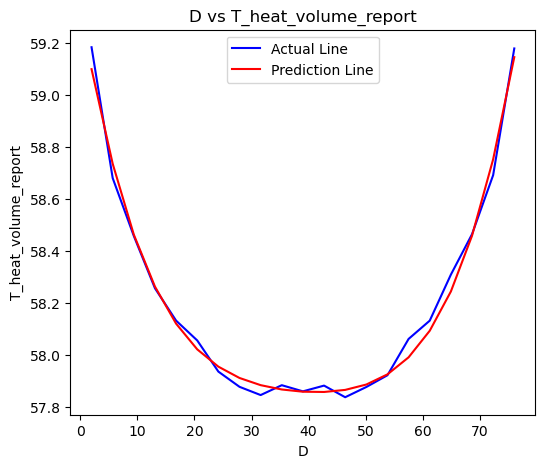 D vs T_heat_volume_report
Actual Line
Prediction Line
59.2
59.0
58.8
58.6
58.4
58.2
58.0
57.8
T_heat_volume_report
0 10 20 30 40 50 60 70
D